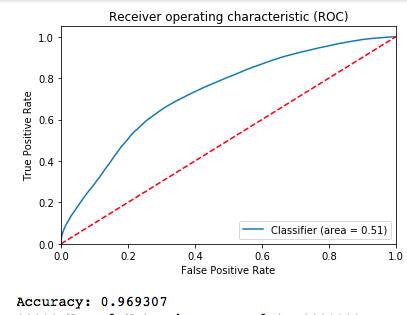 Receiver operating characteristic (ROC)
1.0
0.8
0.6
0.4
0.2
0.0
True Positive Rate
Classifier (area = 0.51)
0.0 0.2 0.4 0.6 0.8 1.0
False Positive Rate
Accuracy: 0.969307